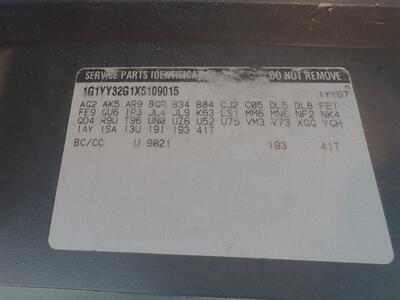 SERVICE PARTS IDENTIFICATION DO NOT REMOVE
1G1YY32G1X5109015 1YY67
AG2 AK5 AR9 BGR B34 B84 CJ2 C05 DL5 DL8 FE1
FE9 GU6 IP3 JL4 JL9 K63 LS1 MM6 MNE NF2 NK4
QD4 R9U T96 UN0 UZ6 U52 U75 VM3 V73 XGG YGH
1AY 1SA 13U 19I 193 41T
BC/CC U 9021 193 41T